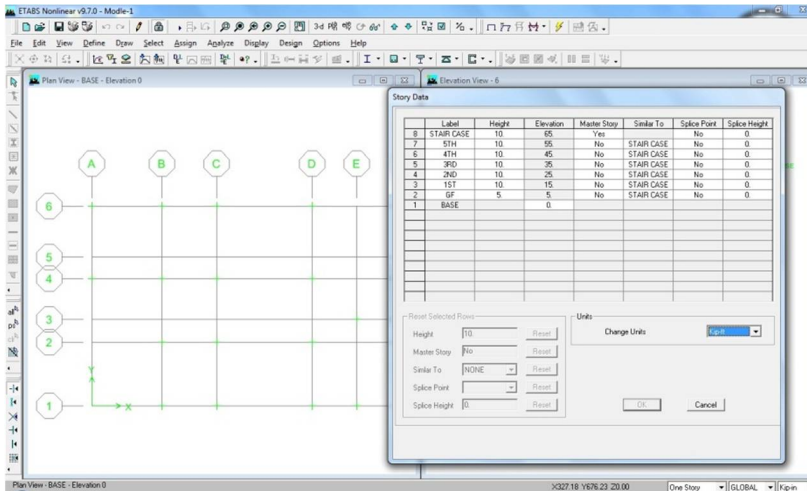 ETABS Nonlinear v9.7.0 - Modle-1
File Edit View Define Draw Select Assign Analyze Display Design Options Help
Plan View - BASE - Elevation 0
Elevation View - 6
Story Data
Label Height Elevation Master Story Similar To Splice Point Splice Height
8 STAIR CASE 10. 65. Yes No 0.
7 5TH 10. 55. No STAIR CASE No 0.
6 4TH 10. 45. No STAIR CASE No 0.
5 3RD 10. 35. No STAIR CASE No 0.
4 2ND 10. 25. No STAIR CASE No 0.
3 1ST 10. 15. No STAIR CASE No 0.
2 GF 5. 5. No STAIR CASE No 0.
1 BASE 0.
A B C D E
6
5
4
3
2
1
Y
X
Reset Selected Rows
Height 10. Reset
Master Story No Reset
Similar To NONE Reset
Splice Point Reset
Splice Height 0. Reset
Units
Change Units Kip-ft
OK Cancel
Plan View - BASE - Elevation 0
X327.18 Y676.23 Z0.00 One Story GLOBAL Kip-in